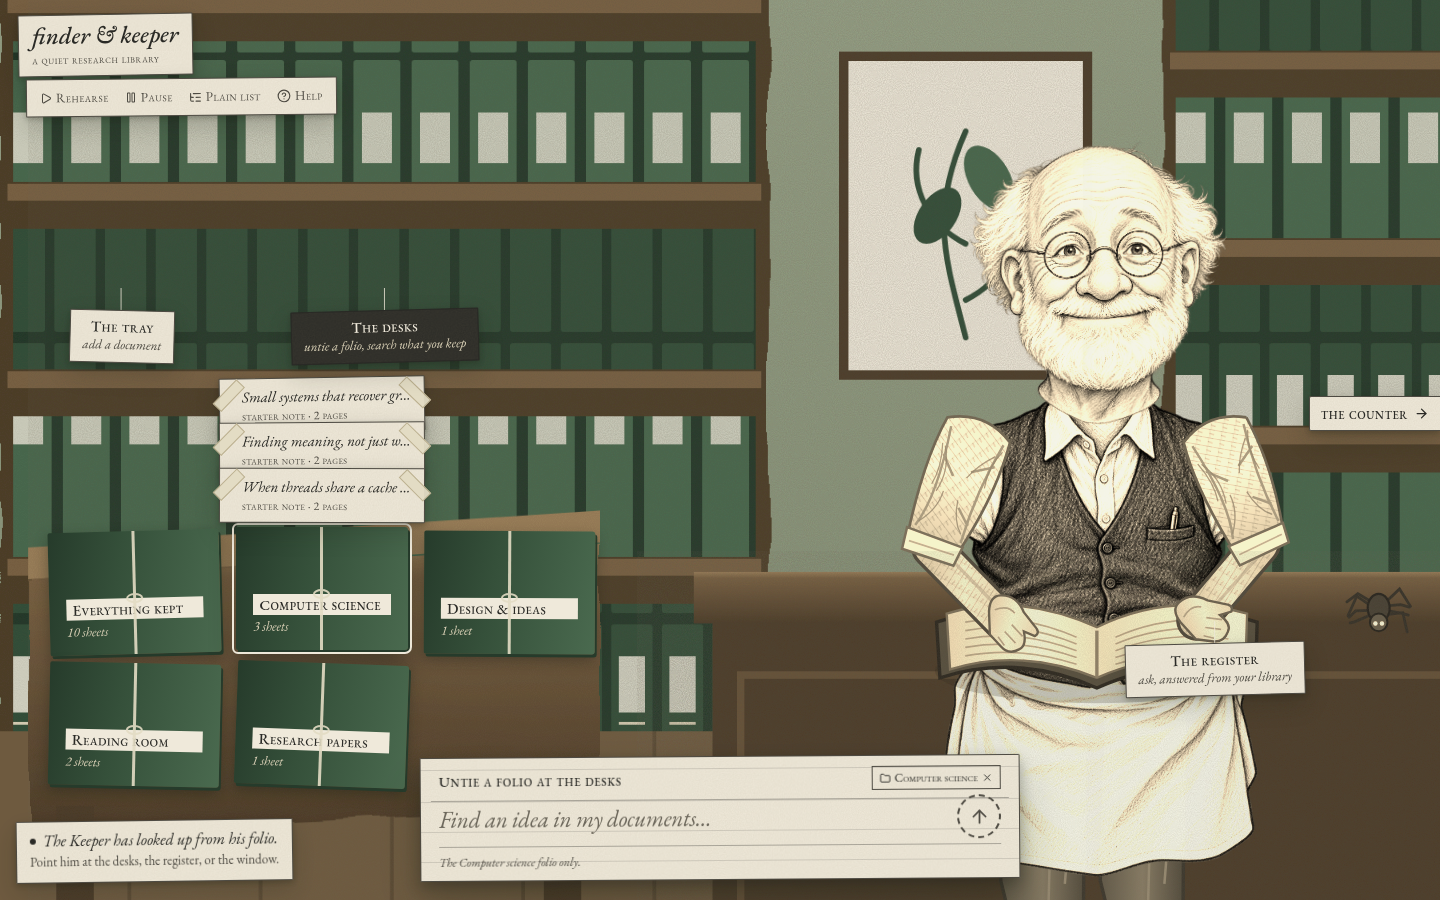 finder & keeper
A QUIET RESEARCH LIBRARY
Rehearse
Pause
Plain list
Help
The tray
add a document
The desks
untie a folio, search what you keep
Small systems that recover gr...
STARTER NOTE · 2 PAGES
Finding meaning, not just w...
STARTER NOTE · 2 PAGES
When threads share a cache ...
STARTER NOTE · 2 PAGES
Everything kept
10 sheets
Computer science
3 sheets
Design & ideas
1 sheet
Reading room
2 sheets
Research papers
1 sheet
The counter →
The register
ask, answered from your library
Untie a folio at the desks
Computer science ×
Find an idea in my documents...
The Computer science folio only.
• The Keeper has looked up from his folio.
Point him at the desks, the register, or the window.